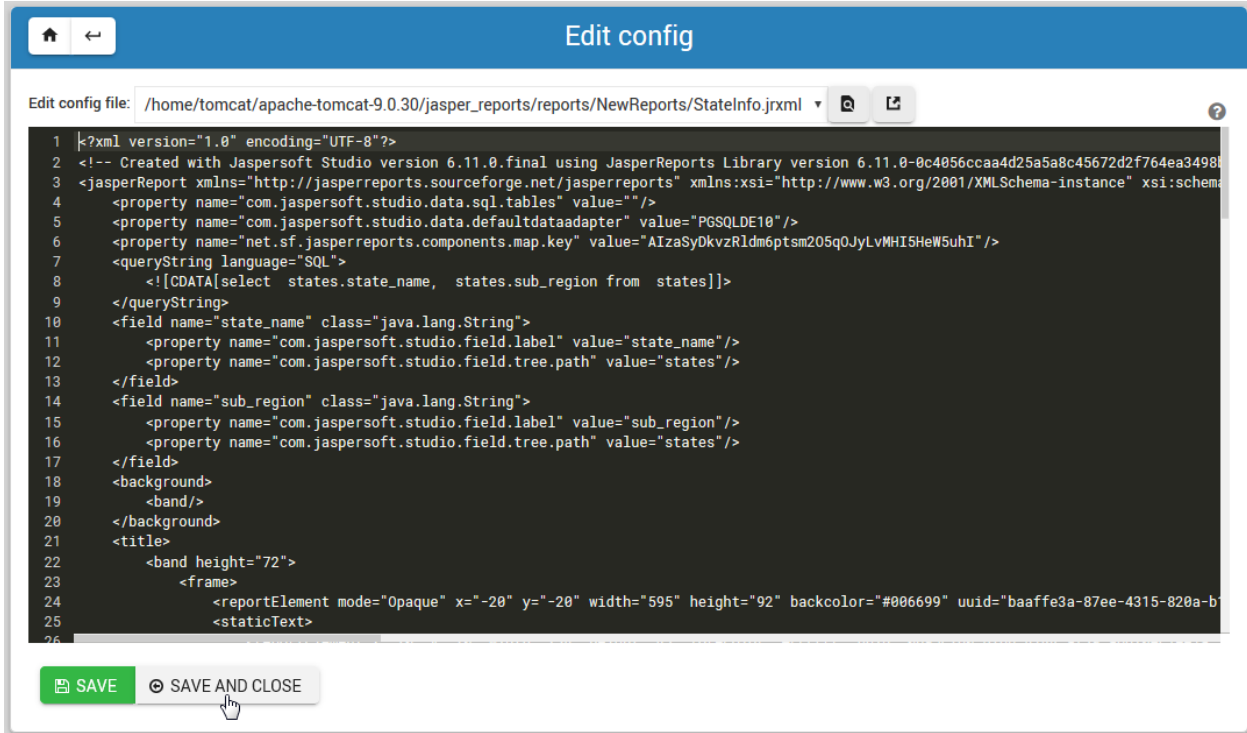 Edit config
Edit config file: /home/tomcat/apache-tomcat-9.0.30/jasper_reports/reports/NewReports/StateInfo.jrxml
1 <?xml version="1.0" encoding="UTF-8"?>
2 <!-- Created with Jaspersoft Studio version 6.11.0.final using JasperReports Library version 6.11.0-0c4056ccaa4d25a5a8c45672d2f764ea3498b
3 <jasperReport xmlns="http://jasperreports.sourceforge.net/jasperreports" xmlns:xsi="http://www.w3.org/2001/XMLSchema-instance" xsi:schema
4 <property name="com.jaspersoft.studio.data.sql.tables" value=""/>
5 <property name="com.jaspersoft.studio.data.defaultdataadapter" value="PGSQLDE10"/>
6 <property name="net.sf.jasperreports.components.map.key" value="AIzaSyDkvzRldm6ptsm2O5qOJyLvMHI5HeW5uhI"/>
7 <queryString language="SQL">
8 <![CDATA[select states.state_name, states.sub_region from states]]>
9 </queryString>
10 <field name="state_name" class="java.lang.String">
11 <property name="com.jaspersoft.studio.field.label" value="state_name"/>
12 <property name="com.jaspersoft.studio.field.tree.path" value="states"/>
13 </field>
14 <field name="sub_region" class="java.lang.String">
15 <property name="com.jaspersoft.studio.field.label" value="sub_region"/>
16 <property name="com.jaspersoft.studio.field.tree.path" value="states"/>
17 </field>
18 <background>
19 <band/>
20 </background>
21 <title>
22 <band height="72">
23 <frame>
24 <reportElement mode="Opaque" x="-20" y="-20" width="595" height="92" backcolor="#006699" uuid="baaffe3a-87ee-4315-820a-b1
25 <staticText>
26
SAVE
SAVE AND CLOSE